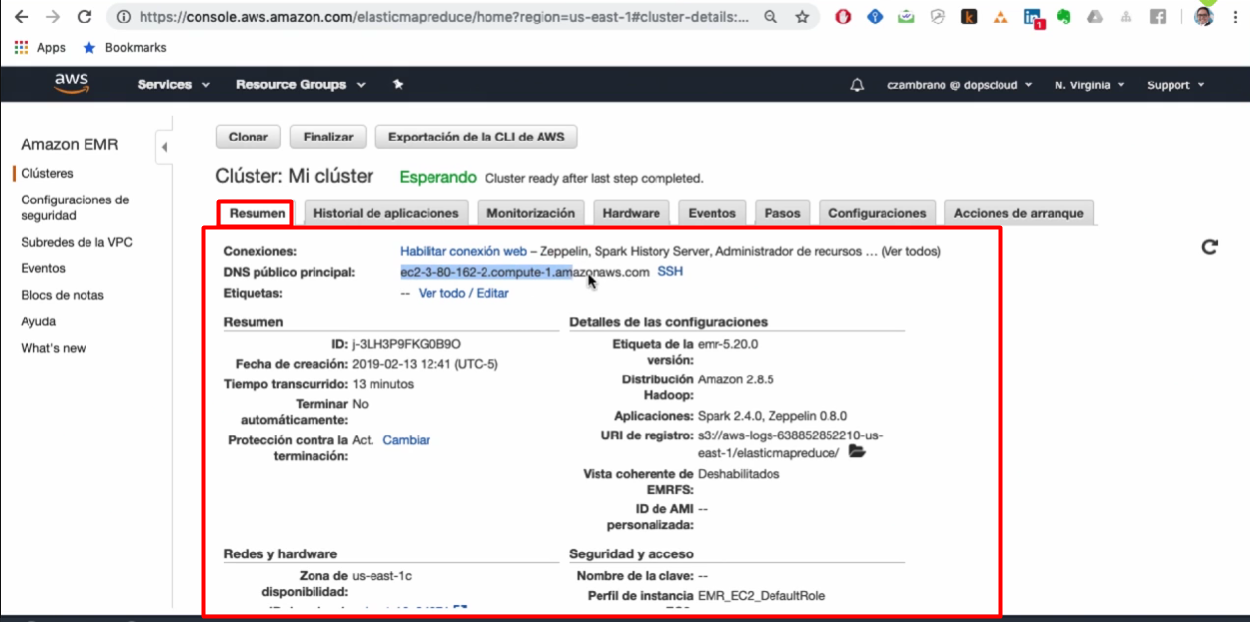 https://console.aws.amazon.com/elasticmapreduce/home?region=us-east-1#cluster-details:...
Apps Bookmarks
aws Services Resource Groups czambrano @ dopscloud N. Virginia Support
Amazon EMR
Clústeres
Configuraciones de
seguridad
Subredes de la VPC
Eventos
Blocs de notas
Ayuda
What's new
Clonar Finalizar Exportación de la CLI de AWS
Clúster: Mi clúster Esperando Cluster ready after last step completed.
Resumen Historial de aplicaciones Monitorización Hardware Eventos Pasos Configuraciones Acciones de arranque
Conexiones: Habilitar conexión web – Zeppelin, Spark History Server, Administrador de recursos … (Ver todos)
DNS público principal: ec2-3-80-162-2.compute-1.amazonaws.com SSH
Etiquetas: -- Ver todo / Editar
Resumen
ID: j-3LH3P9FKG0B9O
Fecha de creación: 2019-02-13 12:41 (UTC-5)
Tiempo transcurrido: 13 minutos
Terminar No
automáticamente:
Protección contra la Act. Cambiar
terminación:
Detalles de las configuraciones
Etiqueta de la emr-5.20.0
versión:
Distribución Amazon 2.8.5
Hadoop:
Aplicaciones: Spark 2.4.0, Zeppelin 0.8.0
URI de registro: s3://aws-logs-638852852210-us-
east-1/elasticmapreduce/
Vista coherente de Deshabilitados
EMRFS:
ID de AMI --
personalizada:
Redes y hardware
Zona de us-east-1c
disponibilidad:
Seguridad y acceso
Nombre de la clave: --
Perfil de instancia EMR_EC2_DefaultRole